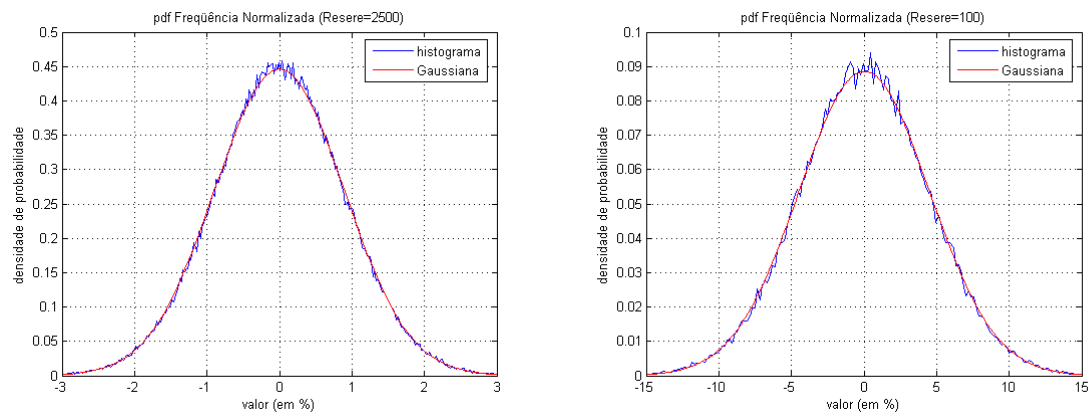 pdf Freqüência Normalizada (Resere=2500)
0.5
0.45
0.4
0.35
0.3
0.25
0.2
0.15
0.1
0.05
0
densidade de probabilidade
histograma
Gaussiana
-3 -2 -1 0 1 2 3
valor (em %)
pdf Freqüência Normalizada (Resere=100)
0.1
0.09
0.08
0.07
0.06
0.05
0.04
0.03
0.02
0.01
0
densidade de probabilidade
histograma
Gaussiana
-15 -10 -5 0 5 10 15
valor (em %)